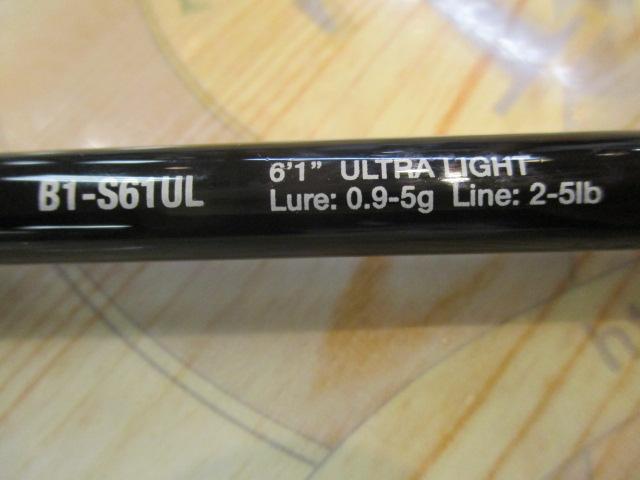 B1-S61UL
6'1" ULTRA LIGHT
Lure: 0.9-5g Line: 2-5lb